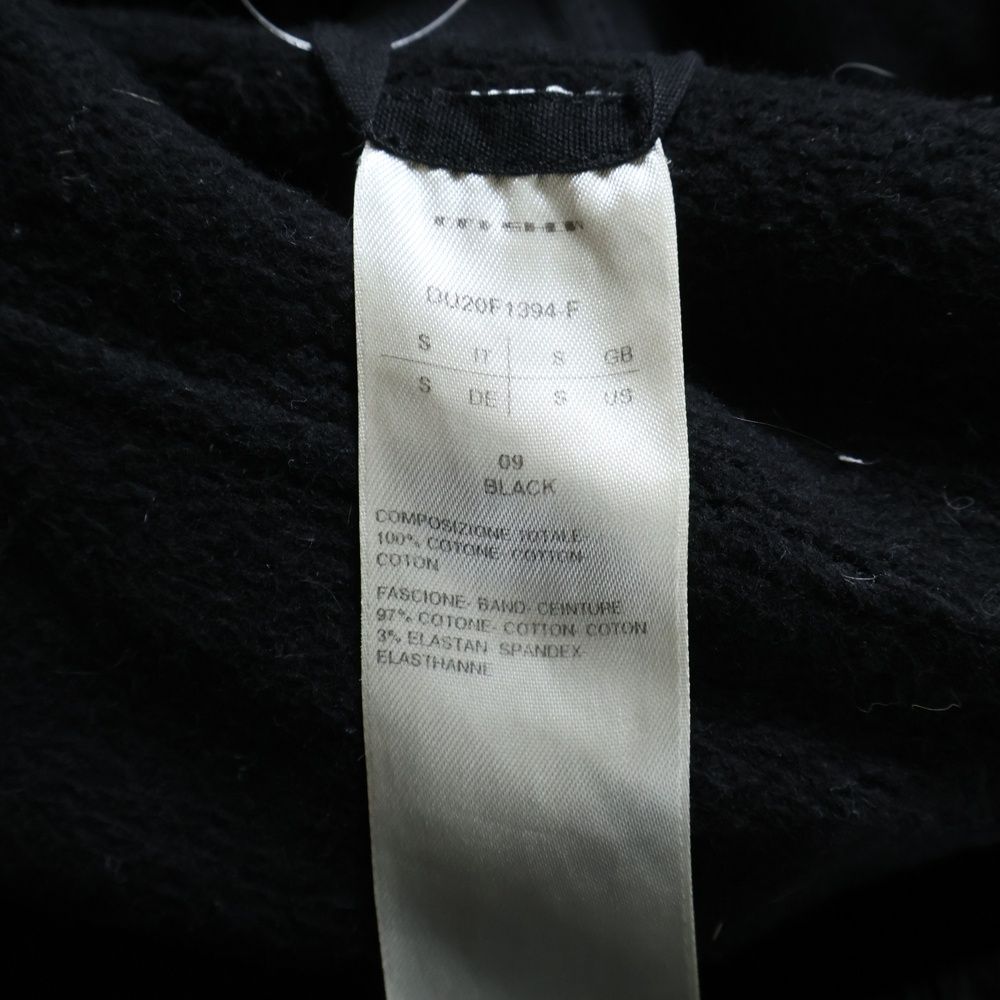 DU20F1394-F
S IT S GB
S DE S US
09
BLACK
COMPOSIZIONE TOTALE
100% COTONE COTTON
COTON
FASCIONE- BAND- CEINTURE
97% COTONE- COTTON- COTON
3% ELASTAN SPANDEX-
ELASTHANNE